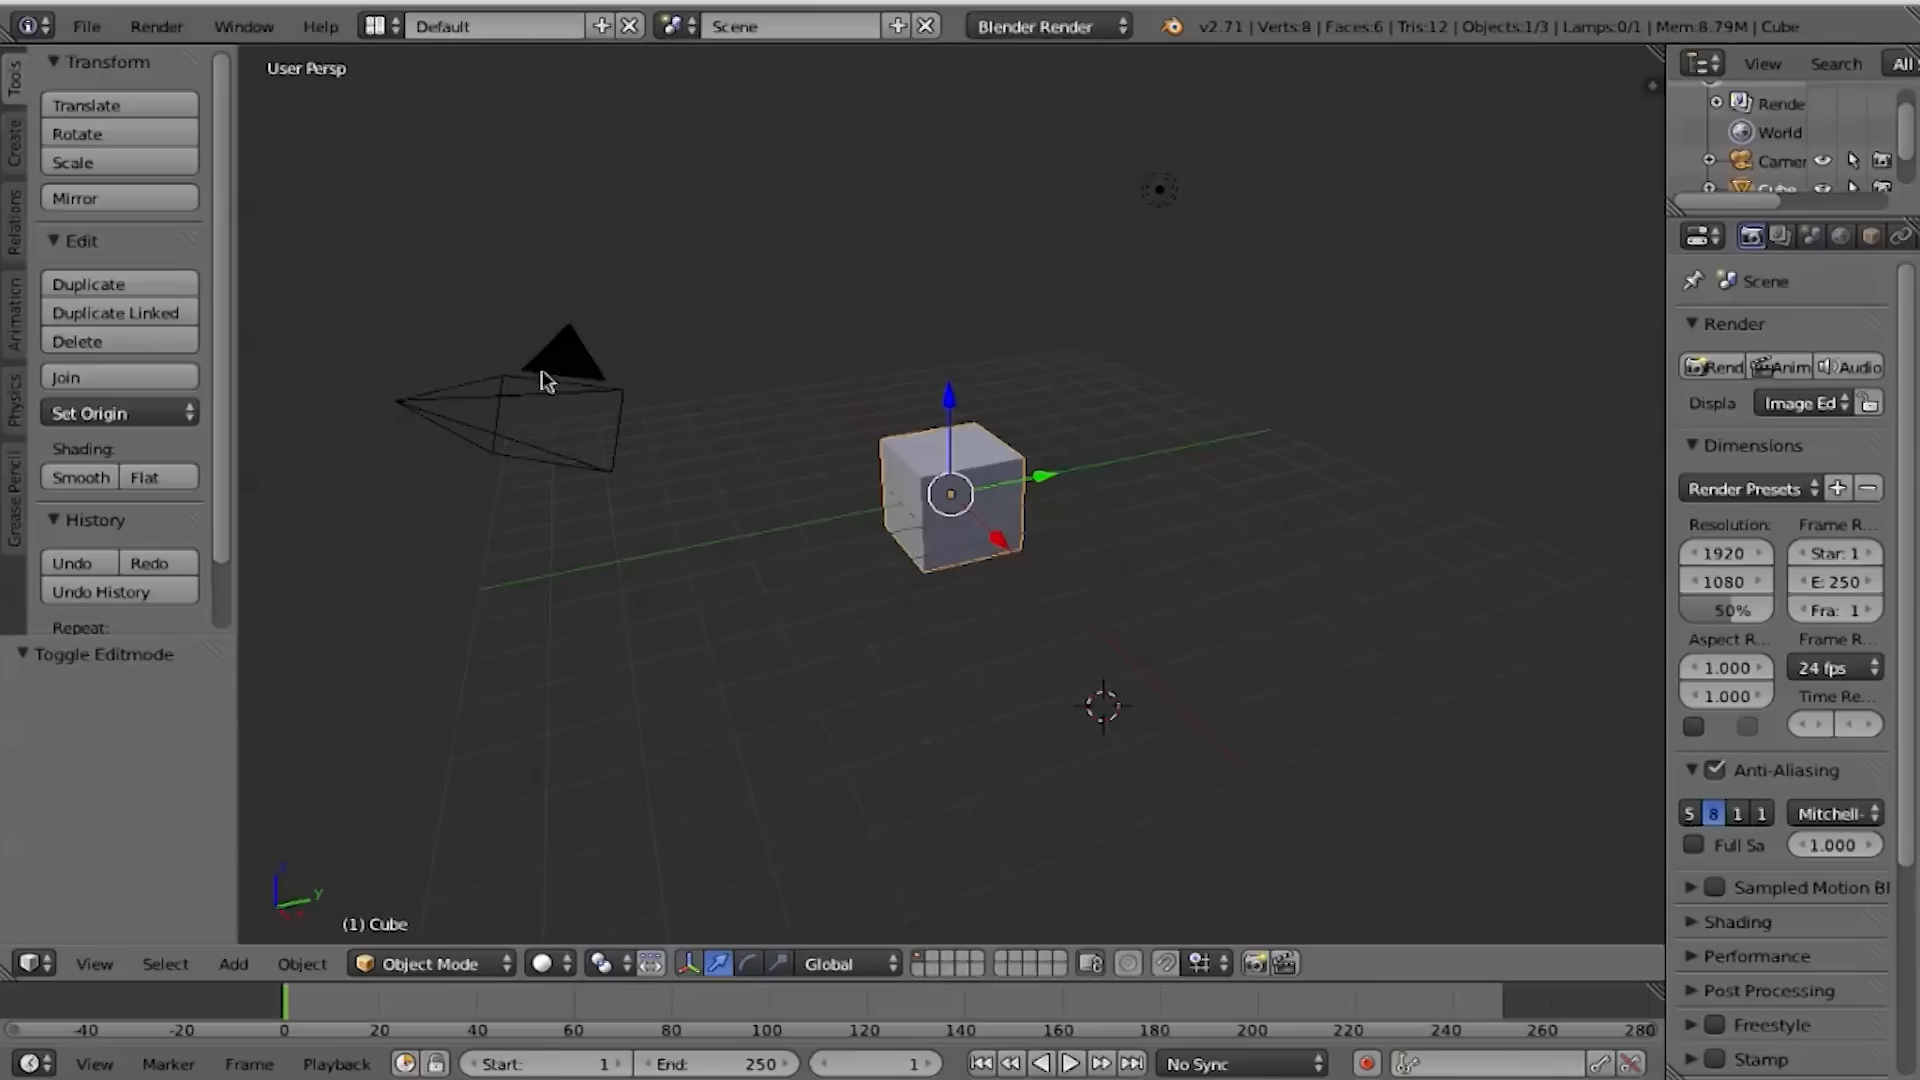 File Render Window Help Default Scene Blender Render v2.71 | Verts:8 | Faces:6 | Tris:12 | Objects:1/3 | Lamps:0/1 | Mem:8.79M | Cube
Tools
Create
Relations
Animation
Physics
Grease Pencil
Transform
Translate
Rotate
Scale
Mirror
Edit
Duplicate
Duplicate Linked
Delete
Join
Set Origin
Shading:
Smooth Flat
History
Undo Redo
Undo History
Repeat:
Toggle Editmode
User Persp
y
(1) Cube
View Search All
Rende
World
Camer
Cube
Scene
Render
Rend Anim Audio
Displa Image Ed
Dimensions
Render Presets
Resolution: Frame R...
1920 Star: 1
1080 E: 250
50% Fra: 1
Aspect R... Frame R...
1.000 24 fps
1.000 Time Re...
Anti-Aliasing
5 8 1 1 Mitchell-
Full Sa 1.000
Sampled Motion Bl
Shading
Performance
Post Processing
Freestyle
Stamp
View Select Add Object Object Mode Global
-40 -20 0 20 40 60 80 100 120 140 160 180 200 220 240 260 280
View Marker Frame Playback Start: 1 End: 250 1 No Sync